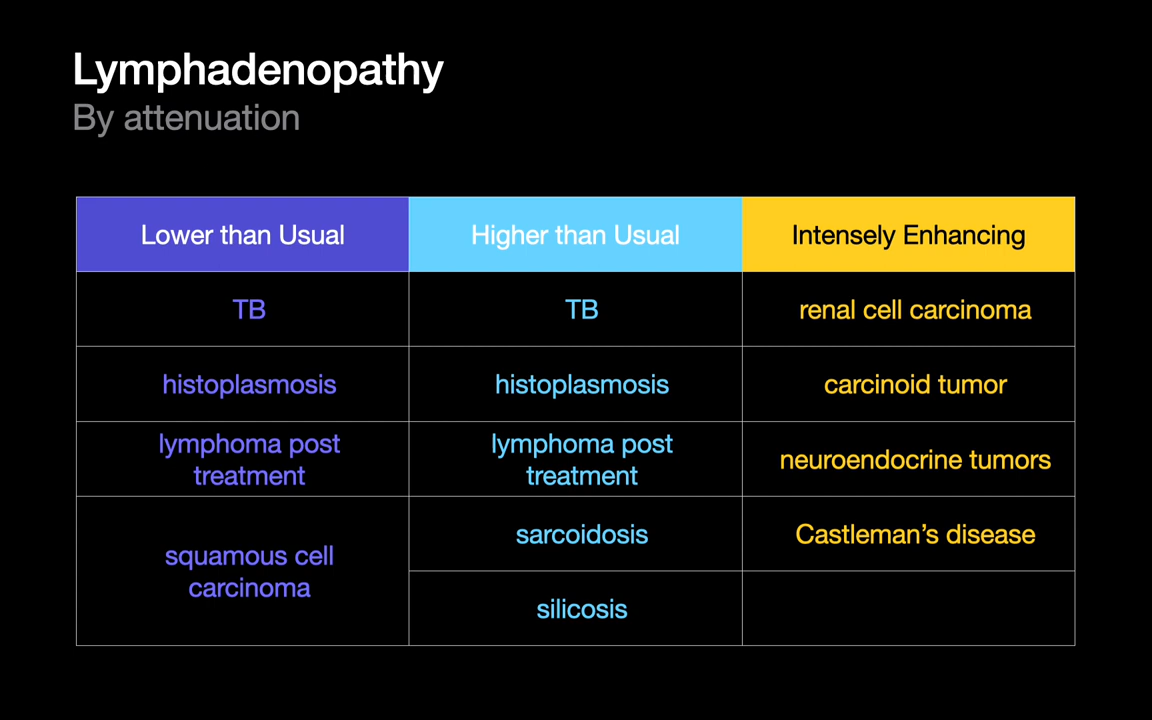 Lymphadenopathy
By attenuation
Lower than Usual
Higher than Usual
Intensely Enhancing
TB
TB
renal cell carcinoma
histoplasmosis
histoplasmosis
carcinoid tumor
lymphoma post
treatment
lymphoma post
treatment
neuroendocrine tumors
squamous cell
carcinoma
sarcoidosis
Castleman’s disease
silicosis